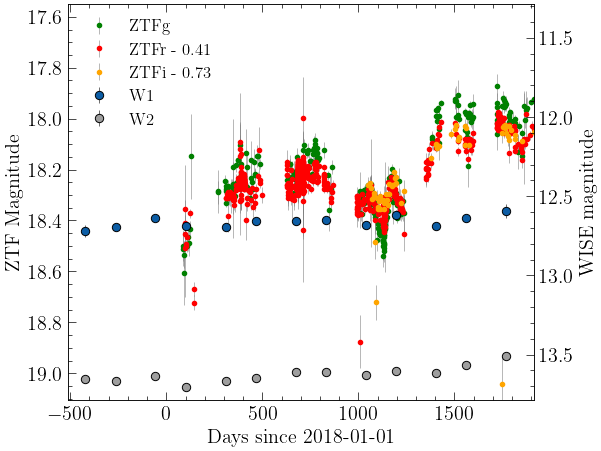 ZTFg
ZTFr - 0.41
ZTFi - 0.73
W1
W2
17.6
17.8
18.0
18.2
18.4
18.6
18.8
19.0
ZTF Magnitude
11.5
12.0
12.5
13.0
13.5
WISE magnitude
−500 0 500 1000 1500
Days since 2018-01-01